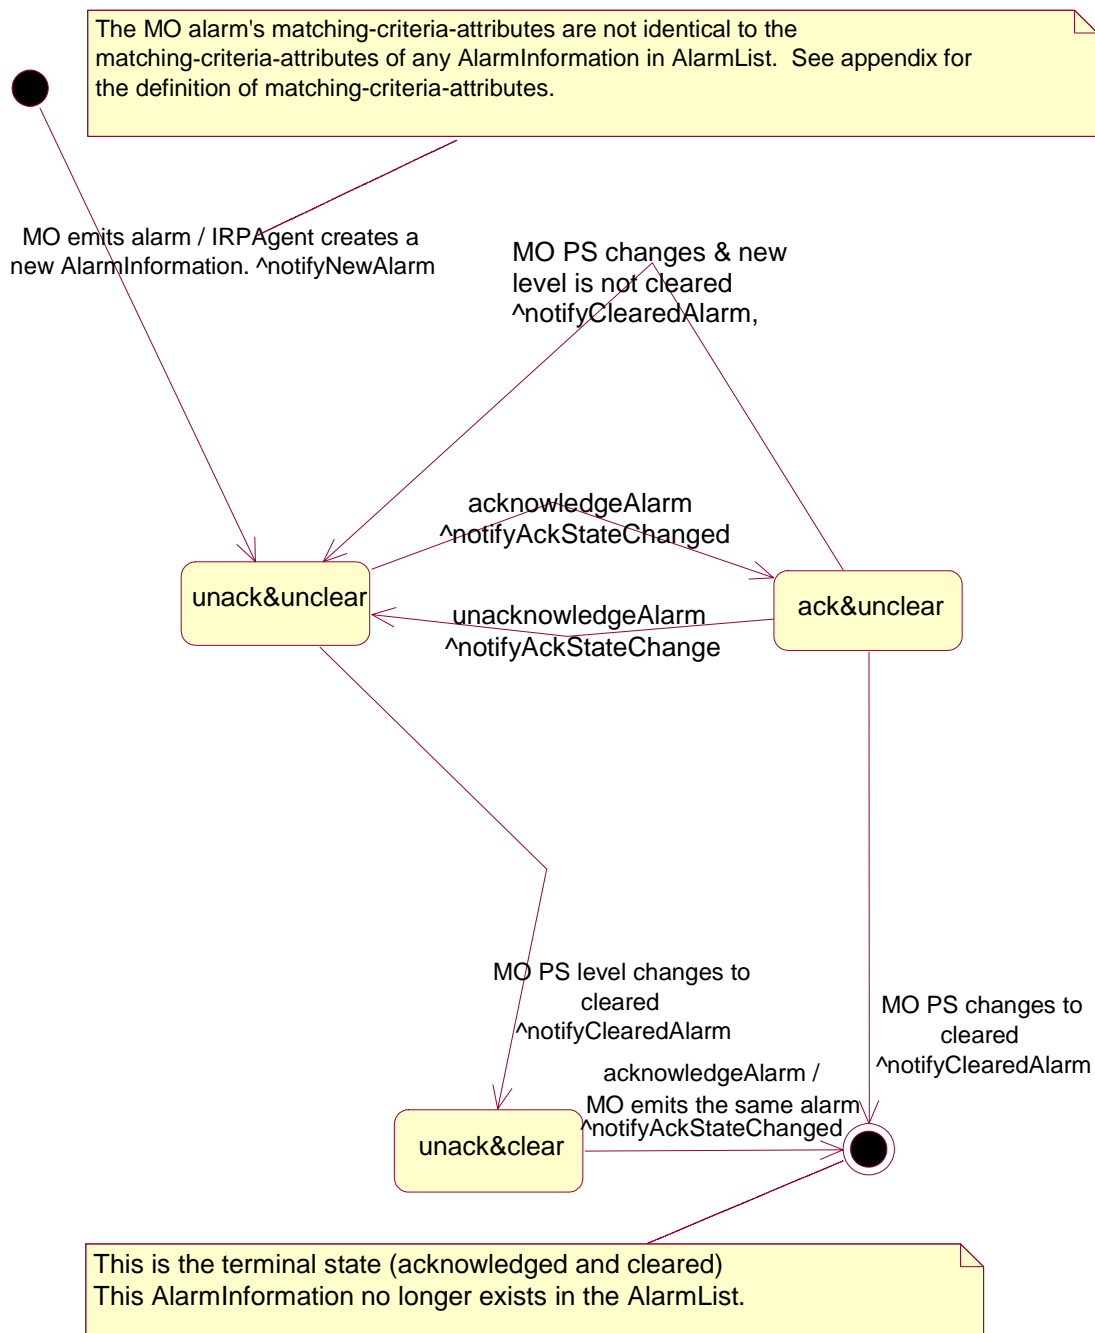 The MO alarm's matching-criteria-attributes are not identical to the
matching-criteria-attributes of any AlarmInformation in AlarmList.  See appendix for
the definition of matching-criteria-attributes.
MO emits alarm / IRPAgent creates a
new AlarmInformation. ^notifyNewAlarm
MO PS changes & new
level is not cleared
^notifyClearedAlarm,
acknowledgeAlarm
^notifyAckStateChanged
unack&unclear
ack&unclear
unacknowledgeAlarm
^notifyAckStateChange
MO PS level changes to
cleared
^notifyClearedAlarm
MO PS changes to
cleared
^notifyClearedAlarm
acknowledgeAlarm /
MO emits the same alarm
^notifyAckStateChanged
unack&clear
This is the terminal state (acknowledged and cleared)
This AlarmInformation no longer exists in the AlarmList.